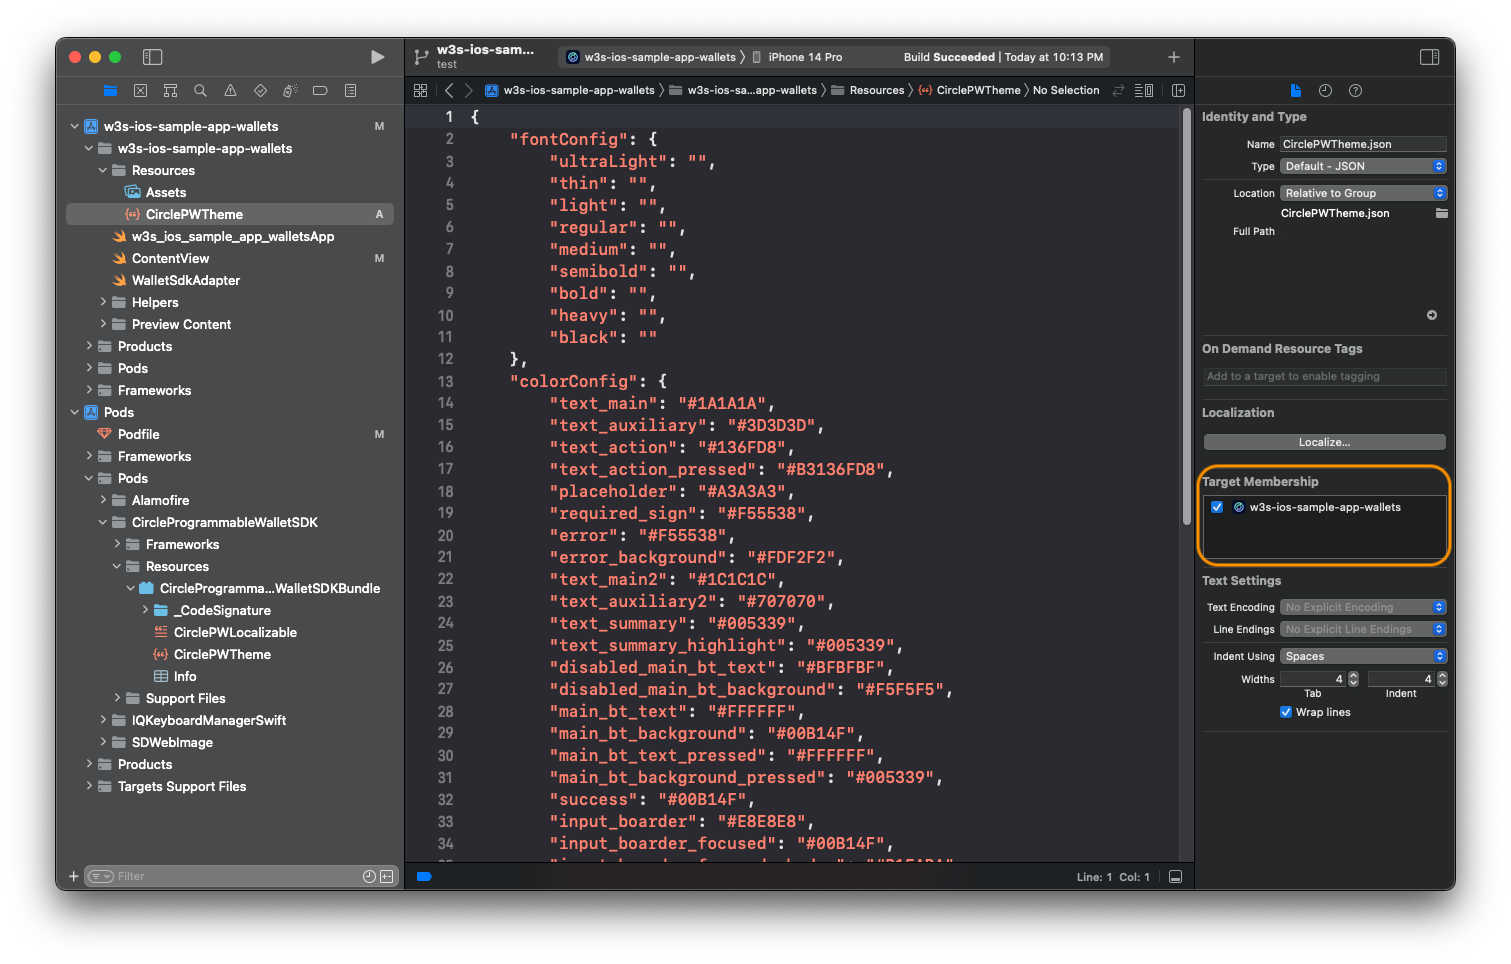 w3s-ios-sam...
test
w3s-ios-sample-app-wallets
iPhone 14 Pro
Build Succeeded | Today at 10:13 PM
w3s-ios-sample-app-wallets
w3s-ios-sa...app-wallets
Resources
CirclePWTheme
No Selection
w3s-ios-sample-app-wallets M
w3s-ios-sample-app-wallets
Resources
Assets
CirclePWTheme A
w3s_ios_sample_app_walletsApp
ContentView M
WalletSdkAdapter
Helpers
Preview Content
Products
Pods
Frameworks
Pods
Podfile M
Frameworks
Pods
Alamofire
CircleProgrammableWalletSDK
Frameworks
Resources
CircleProgramma...WalletSDKBundle
_CodeSignature
CirclePWLocalizable
CirclePWTheme
Info
Support Files
IQKeyboardManagerSwift
SDWebImage
Products
Targets Support Files
Filter
1 {
2 "fontConfig": {
3 "ultraLight": "",
4 "thin": "",
5 "light": "",
6 "regular": "",
7 "medium": "",
8 "semibold": "",
9 "bold": "",
10 "heavy": "",
11 "black": ""
12 },
13 "colorConfig": {
14 "text_main": "#1A1A1A",
15 "text_auxiliary": "#3D3D3D",
16 "text_action": "#136FD8",
17 "text_action_pressed": "#B3136FD8",
18 "placeholder": "#A3A3A3",
19 "required_sign": "#F55538",
20 "error": "#F55538",
21 "error_background": "#FDF2F2",
22 "text_main2": "#1C1C1C",
23 "text_auxiliary2": "#707070",
24 "text_summary": "#005339",
25 "text_summary_highlight": "#005339",
26 "disabled_main_bt_text": "#BFBFBF",
27 "disabled_main_bt_background": "#F5F5F5",
28 "main_bt_text": "#FFFFFF",
29 "main_bt_background": "#00B14F",
30 "main_bt_text_pressed": "#FFFFFF",
31 "main_bt_background_pressed": "#005339",
32 "success": "#00B14F",
33 "input_boarder": "#E8E8E8",
34 "input_boarder_focused": "#00B14F",
Line: 1 Col: 1
Identity and Type
Name CirclePWTheme.json
Type Default - JSON
Location Relative to Group
CirclePWTheme.json
Full Path
On Demand Resource Tags
Add to a target to enable tagging
Localization
Localize...
Target Membership
w3s-ios-sample-app-wallets
Text Settings
Text Encoding No Explicit Encoding
Line Endings No Explicit Line Endings
Indent Using Spaces
Widths 4 4
Tab Indent
Wrap lines